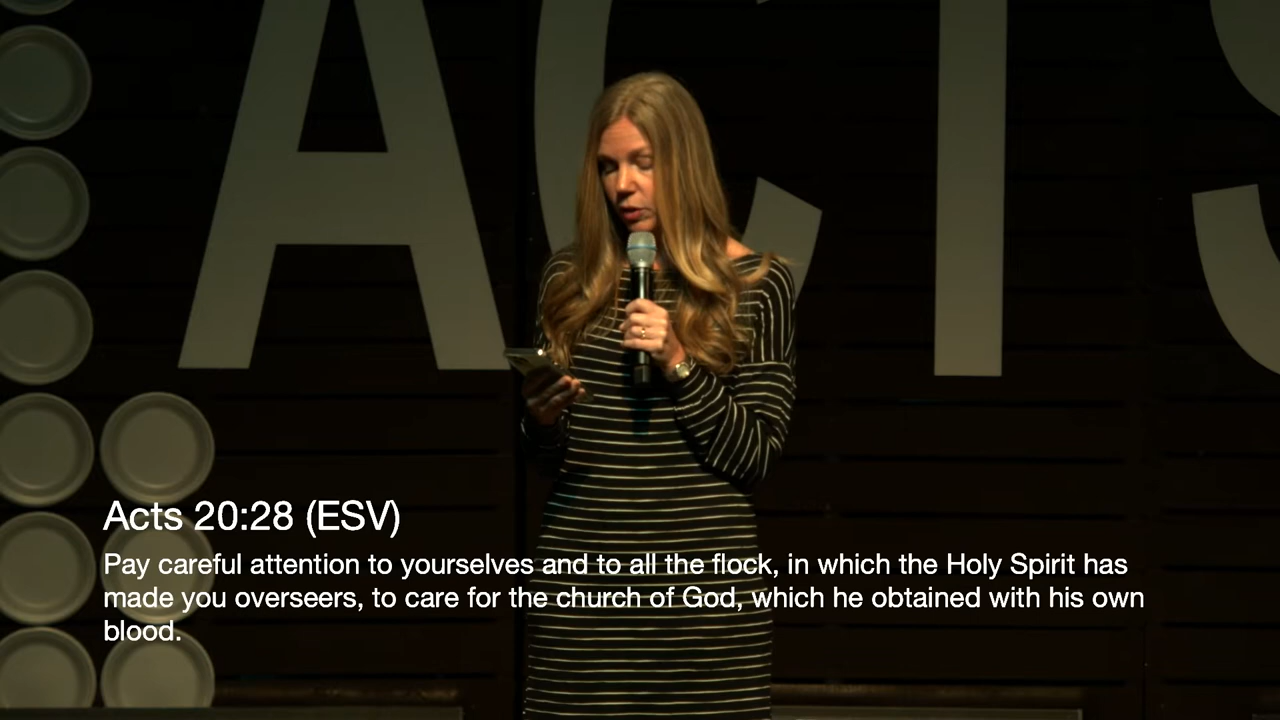 ACTS
Acts 20:28 (ESV)
Pay careful attention to yourselves and to all the flock, in which the Holy Spirit has
made you overseers, to care for the church of God, which he obtained with his own
blood.